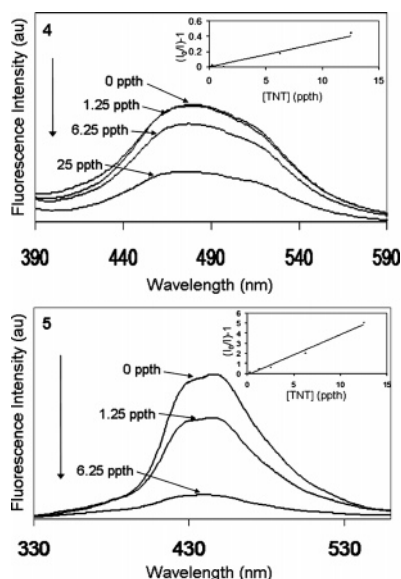 4
Fluorescence Intensity (au)
0 ppth
1.25 ppth
6.25 ppth
25 ppth
390 440 490 540 590
Wavelength (nm)
(I₀/I)-1
0.6
0.4
0.2
0
0 5 10 15
[TNT] (ppth)
5
Fluorescence Intensity (au)
0 ppth
1.25 ppth
6.25 ppth
330 430 530
Wavelength (nm)
(I₀/I)-1
6
5
4
3
2
1
0
0 5 10 15
[TNT] (ppth)